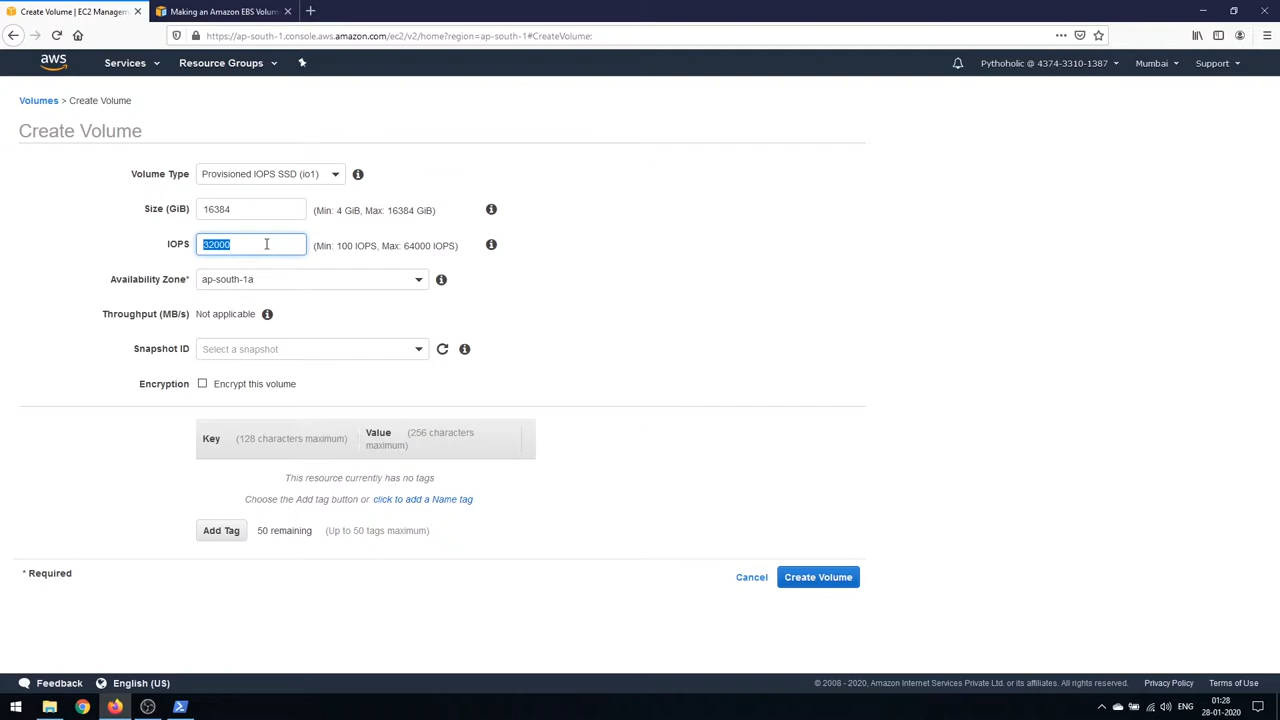 Create Volume | EC2 Managem
Making an Amazon EBS Volum
https://ap-south-1.console.aws.amazon.com/ec2/v2/home?region=ap-south-1#CreateVolume:
aws
Services
Resource Groups
Pythoholic @ 4374-3310-1387
Mumbai
Support
Volumes > Create Volume
Create Volume
Volume Type
Provisioned IOPS SSD (io1)
Size (GiB)
16384
(Min: 4 GiB, Max: 16384 GiB)
IOPS
32000
(Min: 100 IOPS, Max: 64000 IOPS)
Availability Zone*
ap-south-1a
Throughput (MB/s)
Not applicable
Snapshot ID
Select a snapshot
Encryption
Encrypt this volume
Key (128 characters maximum)
Value (256 characters
maximum)
This resource currently has no tags
Choose the Add tag button or click to add a Name tag
Add Tag
50 remaining
(Up to 50 tags maximum)
* Required
Cancel
Create Volume
Feedback
English (US)
© 2008 - 2020, Amazon Internet Services Private Ltd. or its affiliates. All rights reserved.
Privacy Policy
Terms of Use
ENG
01:28
28-01-2020